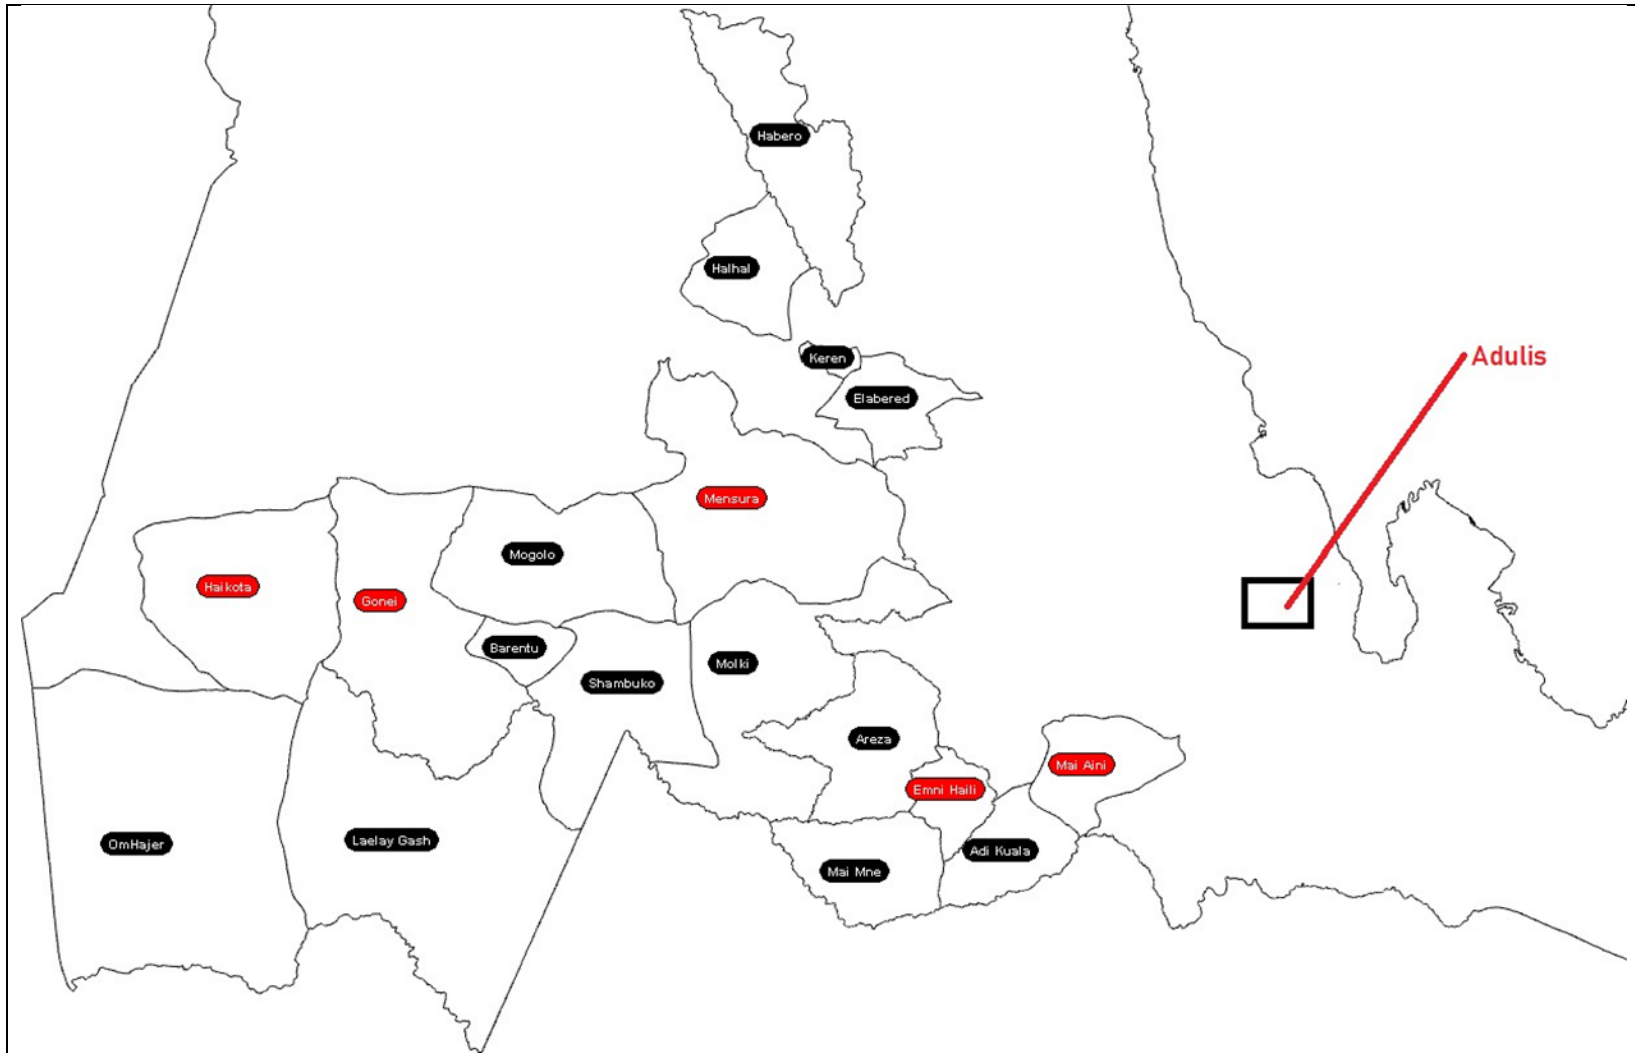 Habero
Halhal
Keren
Adulis
Elabered
Mensura
Mogolo
Haikota
Gonei
Barentu
Molki
Shambuko
Areza
Mai Aini
Emni Haili
OmHajer
Laelay Gash
Adi Kuala
Mai Mne